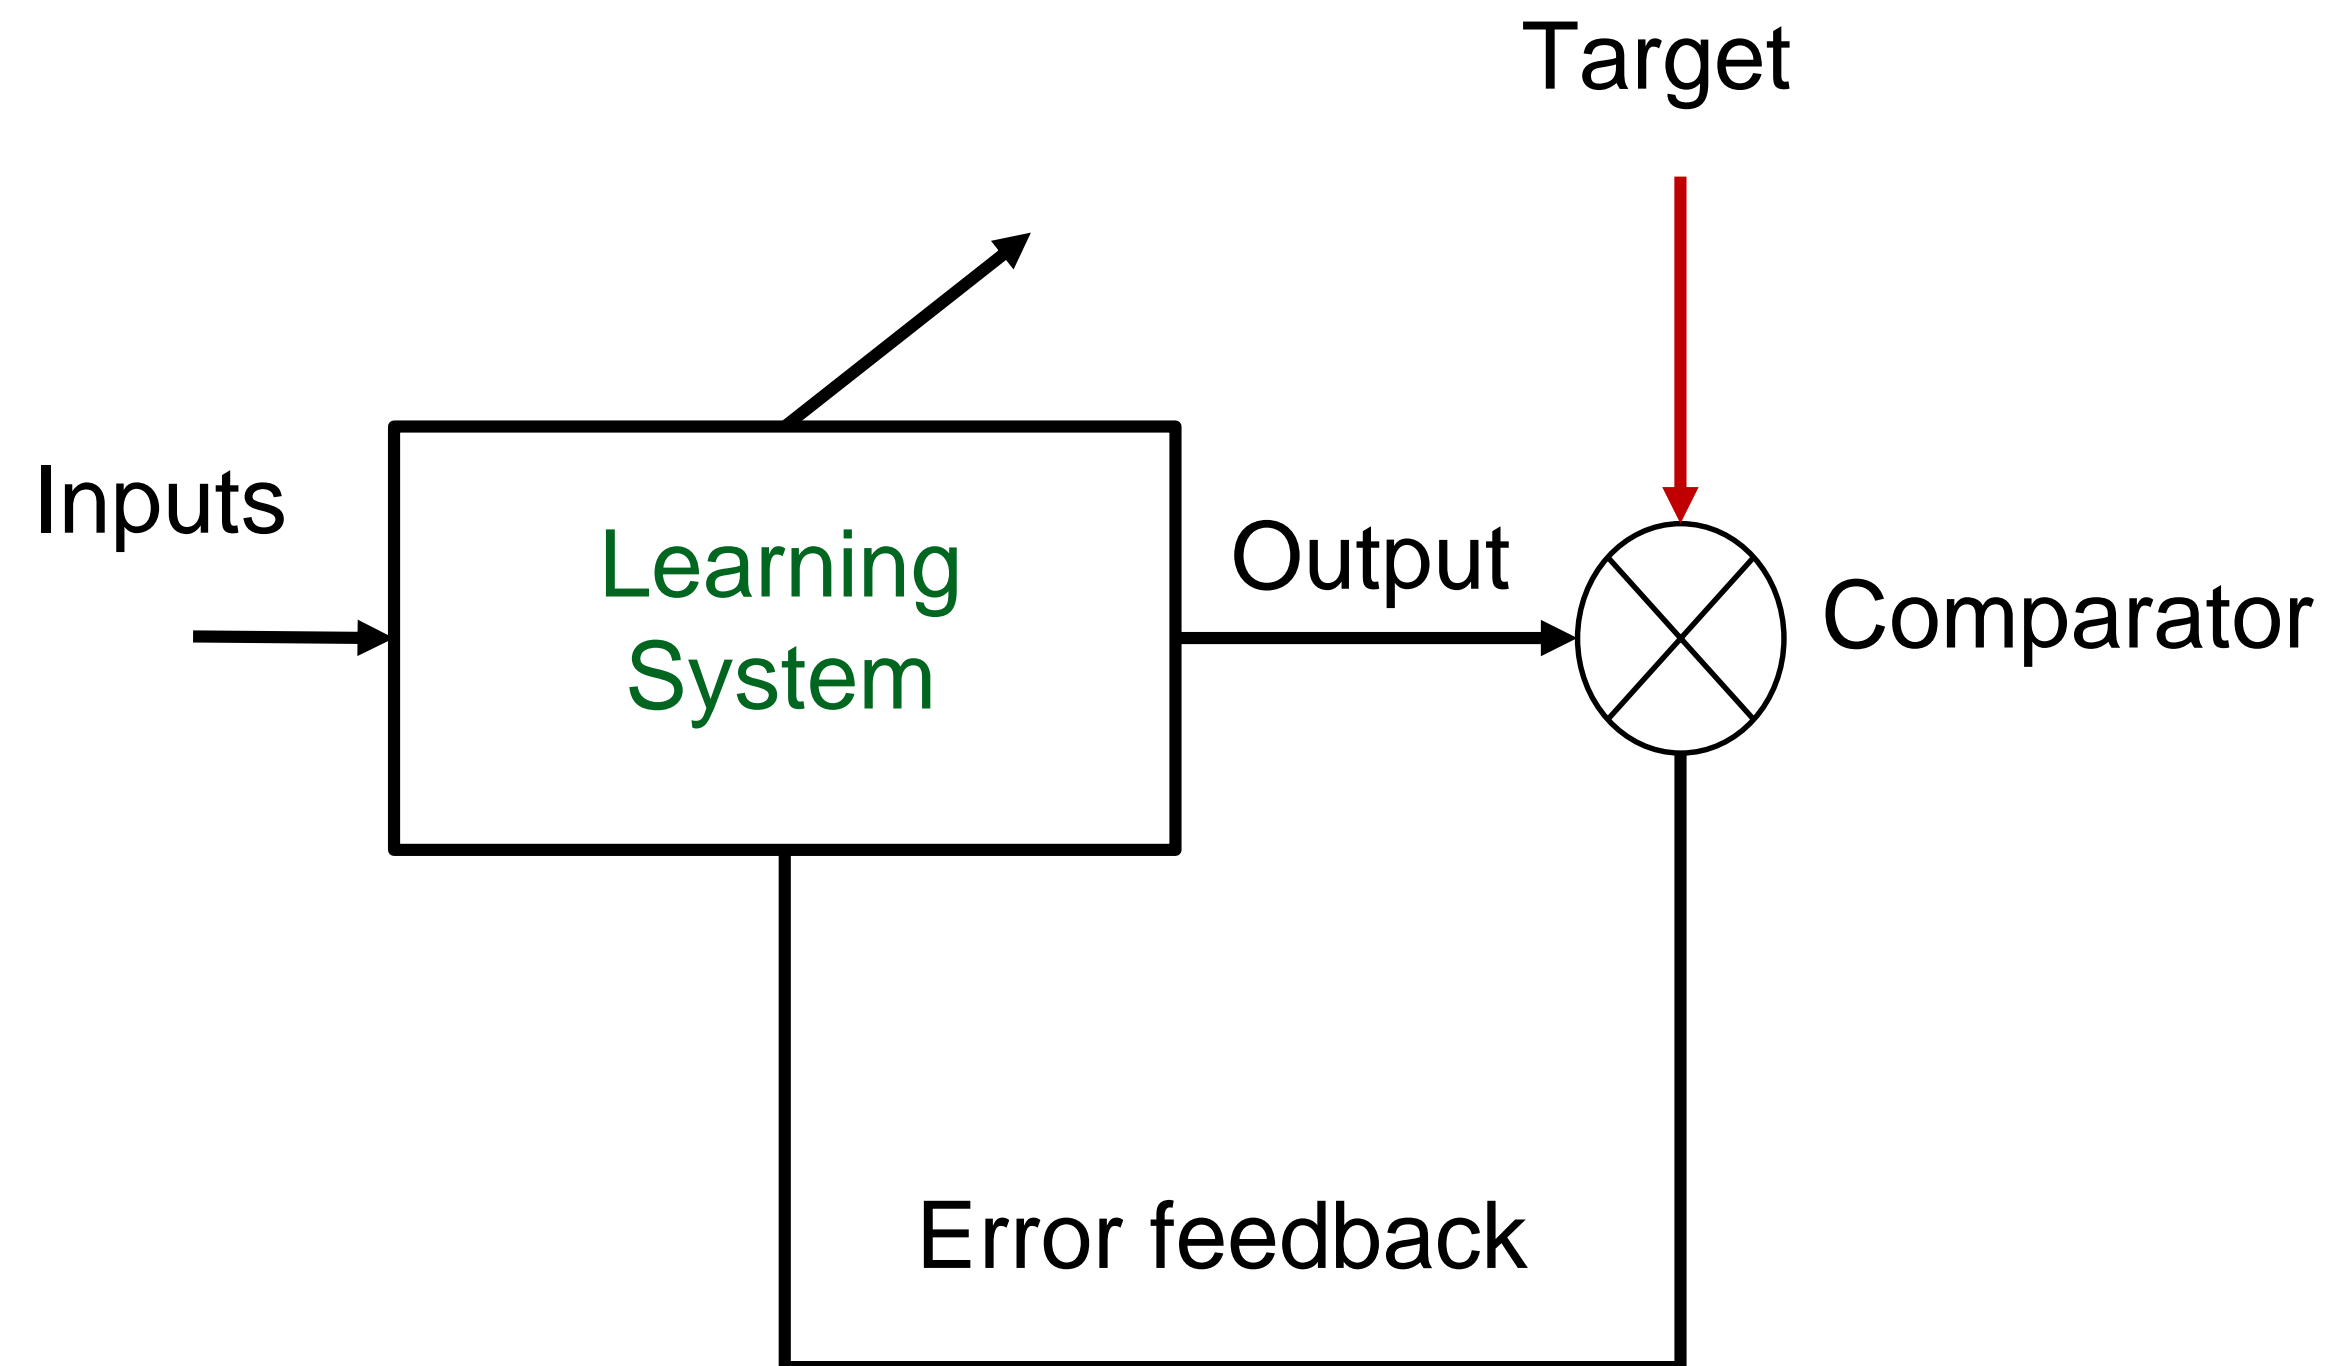 Target
Inputs
Learning
System
Output
Comparator
Error feedback